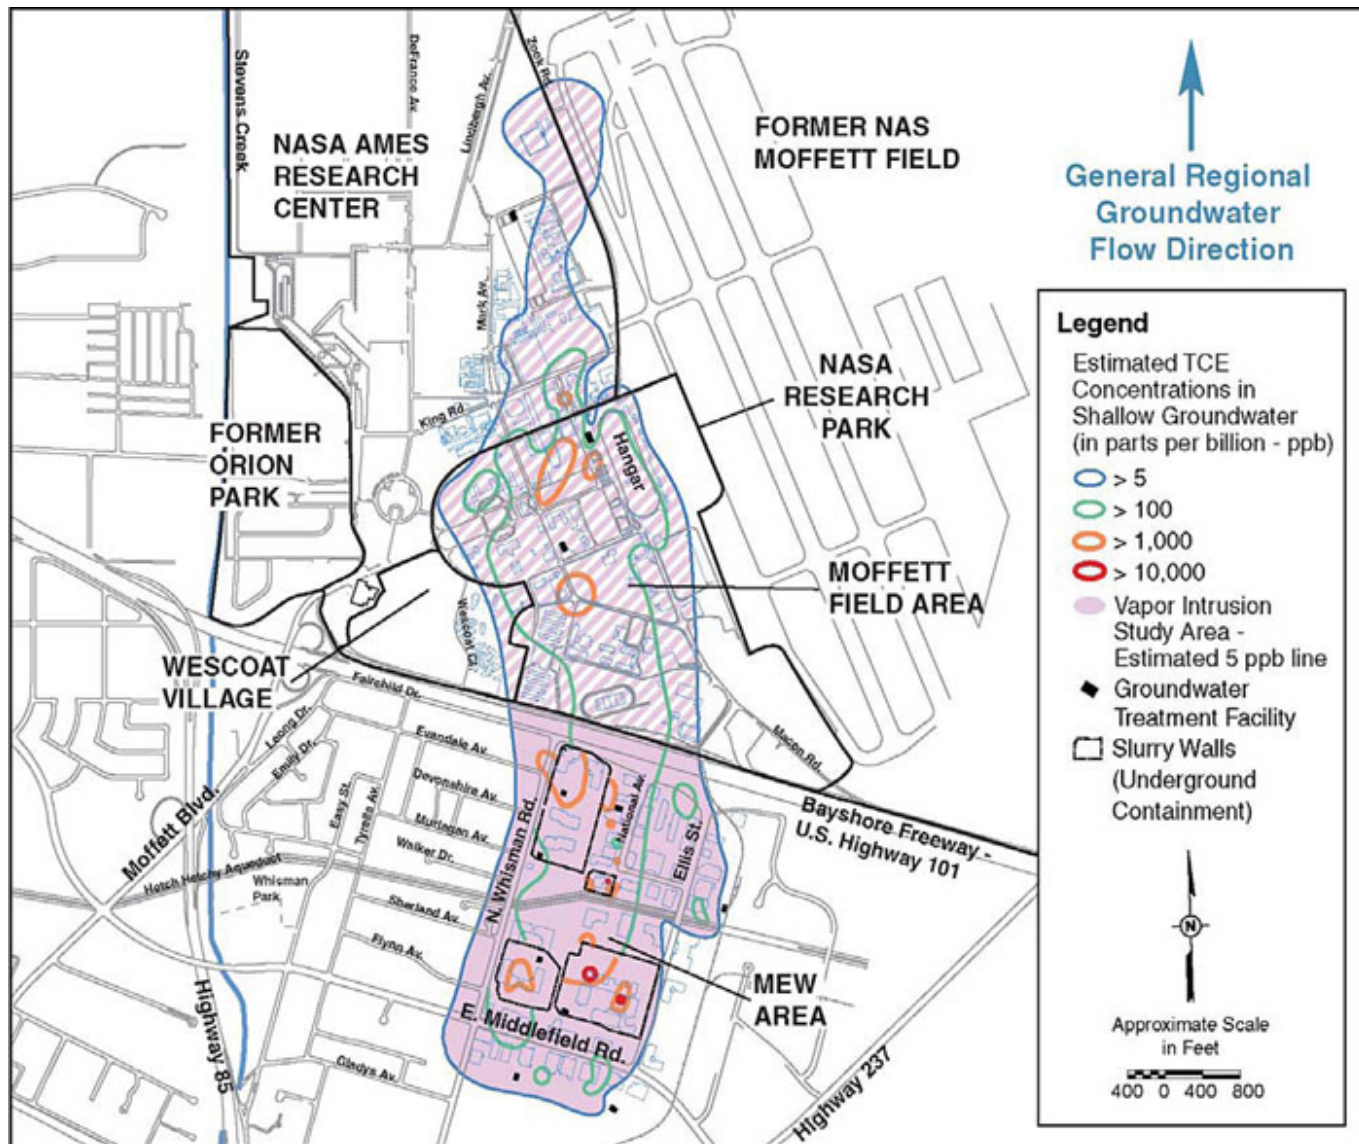 Stevens Creek
DeFrance Av.
Lindbergh Av.
Zook Rd.
NASA AMES
RESEARCH
CENTER
FORMER NAS
MOFFETT FIELD
General Regional
Groundwater
Flow Direction
Mark Av.
NASA
RESEARCH
PARK
King Rd
FORMER
ORION
PARK
Hangar
MOFFETT
FIELD AREA
Wescoat Ct.
WESCOAT
VILLAGE
Fairchild Dr.
Macon Rd.
Leong Dr.
Emily Dr.
Evandale Av.
Devonshire Av.
Easy St.
Tyrella Av.
Murlagan Av.
Walker Dr.
Moffett Blvd.
Hetch Hetchy Aqueduct
Whisman
Park
N. Whisman Rd.
National Av.
Ellis St.
Bayshore Freeway -
U.S. Highway 101
Sherland Av.
Flynn Av.
MEW
AREA
E. Middlefield Rd.
Highway 85
Gladys Av.
Highway 237
Legend
Estimated TCE
Concentrations in
Shallow Groundwater
(in parts per billion - ppb)
> 5
> 100
> 1,000
> 10,000
Vapor Intrusion
Study Area -
Estimated 5 ppb line
Groundwater
Treatment Facility
Slurry Walls
(Underground
Containment)
N
Approximate Scale
in Feet
400 0 400 800